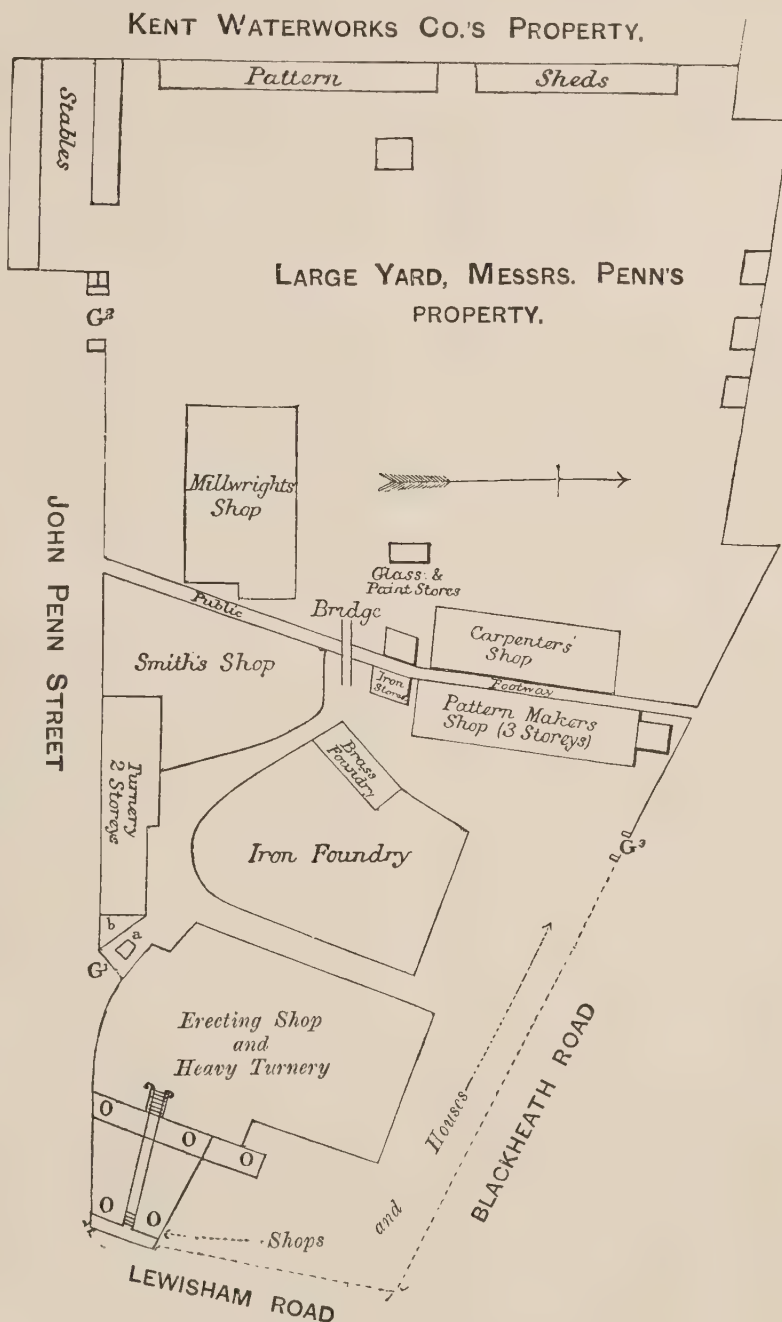 KENT WATERWORKS CO.'S PROPERTY.
Stables
Pattern
Sheds
LARGE YARD, MESSRS. PENN'S
PROPERTY.
G²
Millwrights
Shop
JOHN PENN STREET
Glass &
Paint Stores
Public
Bridge
Carpenters'
Shop
Smith's Shop
Iron
Stores
Footway
Pattern Makers
Shop (3 Storeys)
Turnery
2 Storeys
Brass
Foundry
Iron Foundry
G³
b
a
G¹
Erecting Shop
and
Heavy Turnery
Houses
BLACKHEATH ROAD
O
O
O
and
O
O
Shops
LEWISHAM ROAD